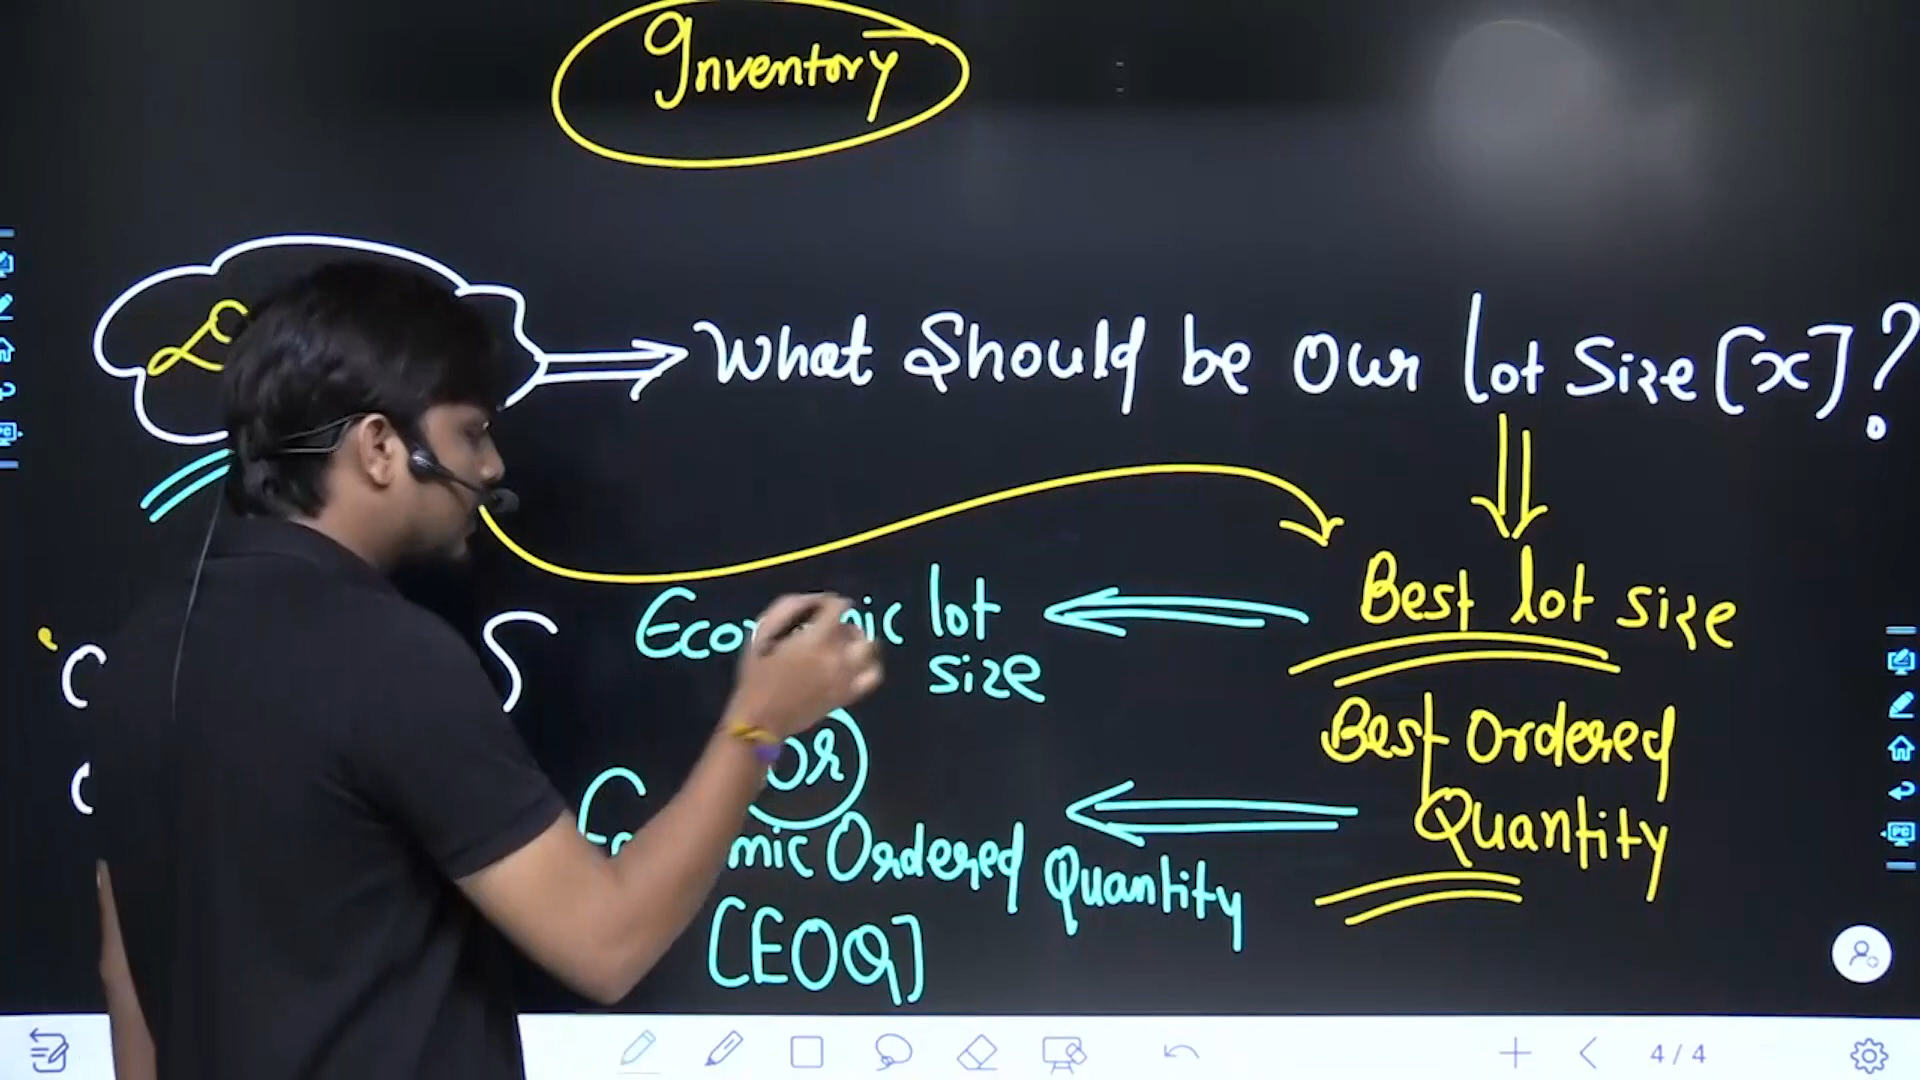 Inventory
What Should be Our Lot Size [x]?
Best lot size
lot
size
or
Best Ordered
Quantity
Ordered Quantity
[EOQ]
4/4